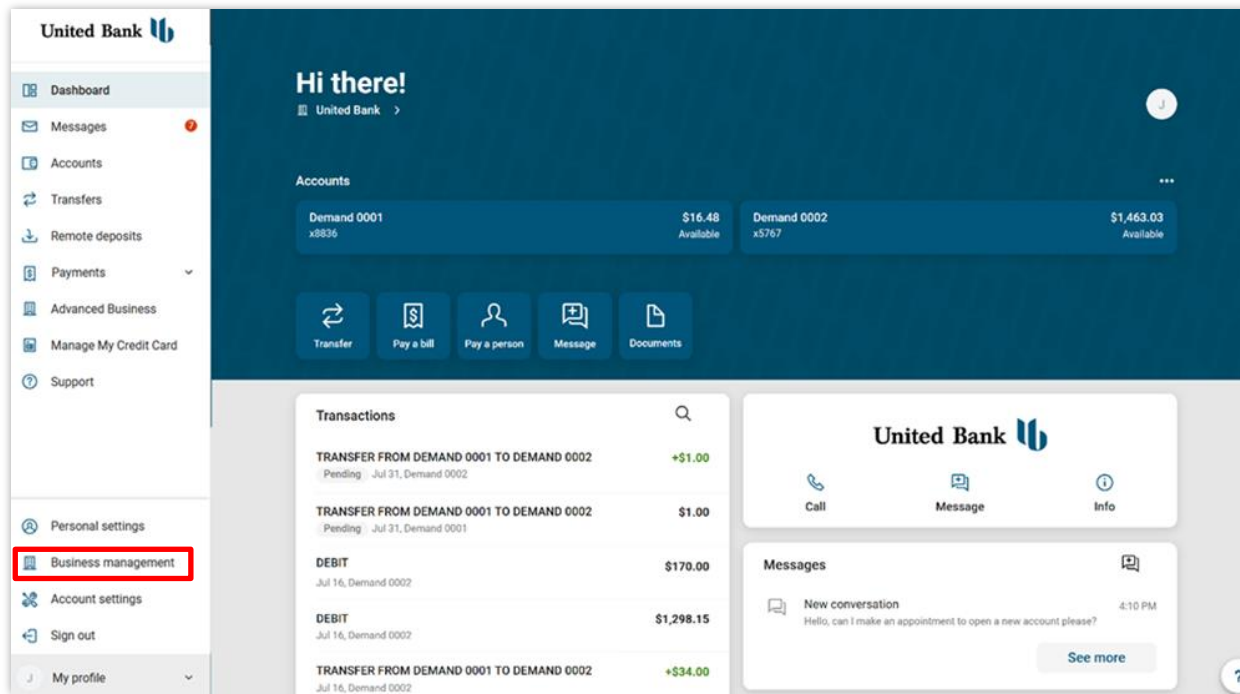 United Bank
Dashboard
Messages 7
Accounts
Transfers
Remote deposits
Payments
Advanced Business
Manage My Credit Card
Support
Personal settings
Business management
Account settings
Sign out
J My profile
Hi there!
United Bank >
J
Accounts
Demand 0001 $16.48
x8836 Available
Demand 0002 $1,463.03
x5767 Available
Transfer Pay a bill Pay a person Message Documents
Transactions
TRANSFER FROM DEMAND 0001 TO DEMAND 0002 +$1.00
Pending Jul 31, Demand 0002
TRANSFER FROM DEMAND 0001 TO DEMAND 0002 $1.00
Pending Jul 31, Demand 0001
DEBIT $170.00
Jul 16, Demand 0002
DEBIT $1,298.15
Jul 16, Demand 0002
TRANSFER FROM DEMAND 0001 TO DEMAND 0002 +$34.00
Jul 16, Demand 0002
United Bank
Call Message Info
Messages
New conversation 4:10 PM
Hello, can I make an appointment to open a new account please?
See more
?